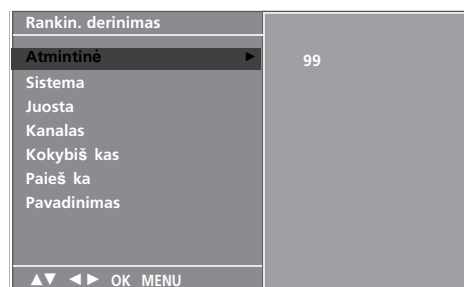 Rankin. derinimas
Atmintinė ► 99
Sistema
Juosta
Kanalas
Kokybiš kas
Paieš ka
Pavadinimas
▲▼ ◄► OK MENU